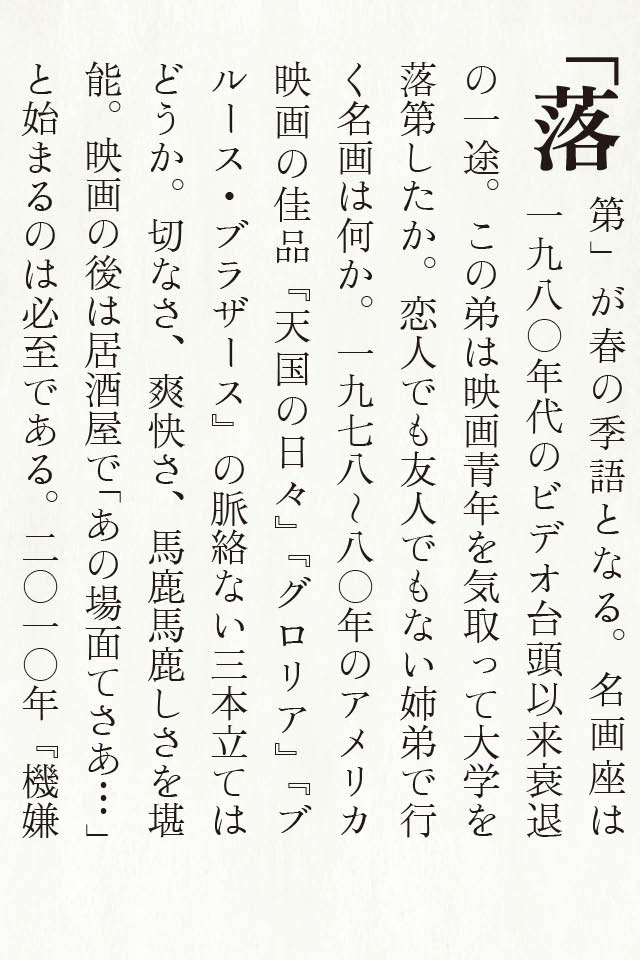 「落
第」が春の季語となる。名画座は
一九八〇年代のビデオ台頭以来衰退
の一途。この弟は映画青年を気取って大学を
落第したか。恋人でも友人でもない姉弟で行
く名画は何か。一九七八〜八〇年のアメリカ
映画の佳品『天国の日々』『グロリア』『ブ
ルース・ブラザース』の脈絡ない三本立ては
どうか。切なさ、爽快さ、馬鹿馬鹿しさを堪
能。映画の後は居酒屋で「あの場面てさあ…」
と始まるのは必至である。二〇一〇年『機嫌